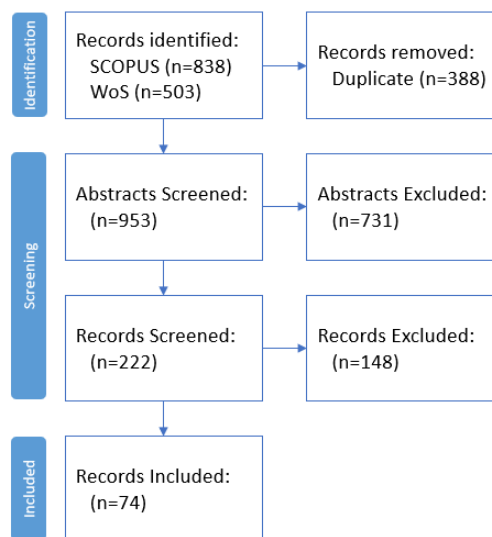 Identification
Records identified:
SCOPUS (n=838)
WoS (n=503)
Records removed:
Duplicate (n=388)
Screening
Abstracts Screened:
(n=953)
Abstracts Excluded:
(n=731)
Records Screened:
(n=222)
Records Excluded:
(n=148)
Included
Records Included:
(n=74)